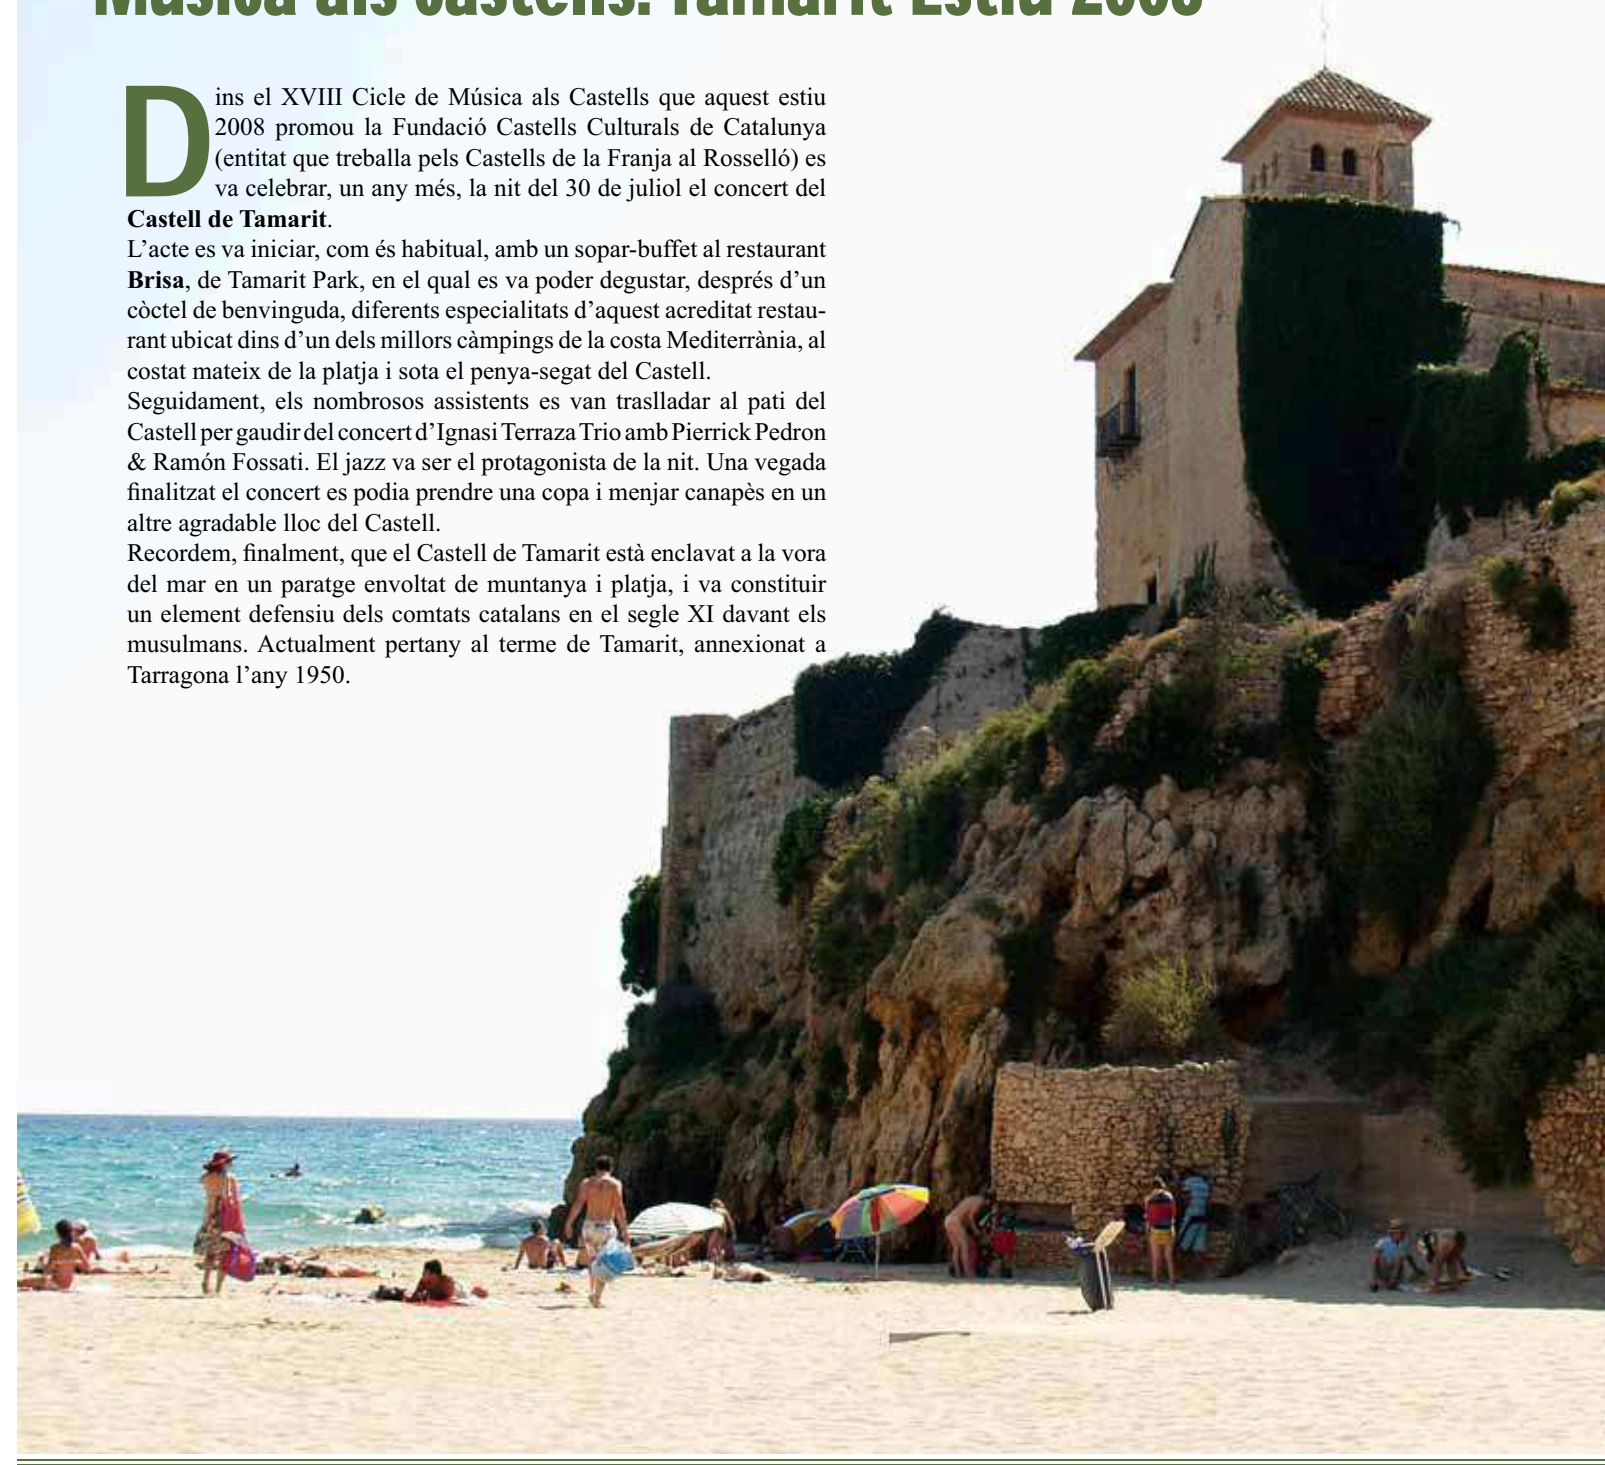 Música als castells. Tamarit Estiu 2008
Dins el XVIII Cicle de Música als Castells que aquest estiu
2008 promou la Fundació Castells Culturals de Catalunya
(entitat que treballa pels Castells de la Franja al Rosselló) es
va celebrar, un any més, la nit del 30 de juliol el concert del
Castell de Tamarit.
L’acte es va iniciar, com és habitual, amb un sopar-buffet al restaurant
Brisa, de Tamarit Park, en el qual es va poder degustar, després d’un
còctel de benvinguda, diferents especialitats d’aquest acreditat restau-
rant ubicat dins d’un dels millors càmpings de la costa Mediterrània, al
costat mateix de la platja i sota el penya-segat del Castell.
Seguidament, els nombrosos assistents es van traslladar al pati del
Castell per gaudir del concert d’Ignasi Terraza Trio amb Pierrick Pedron
& Ramón Fossati. El jazz va ser el protagonista de la nit. Una vegada
finalitzat el concert es podia prendre una copa i menjar canapès en un
altre agradable lloc del Castell.
Recordem, finalment, que el Castell de Tamarit està enclavat a la vora
del mar en un paratge envoltat de muntanya i platja, i va constituir
un element defensiu dels comtats catalans en el segle XI davant els
musulmans. Actualment pertany al terme de Tamarit, annexionat a
Tarragona l’any 1950.